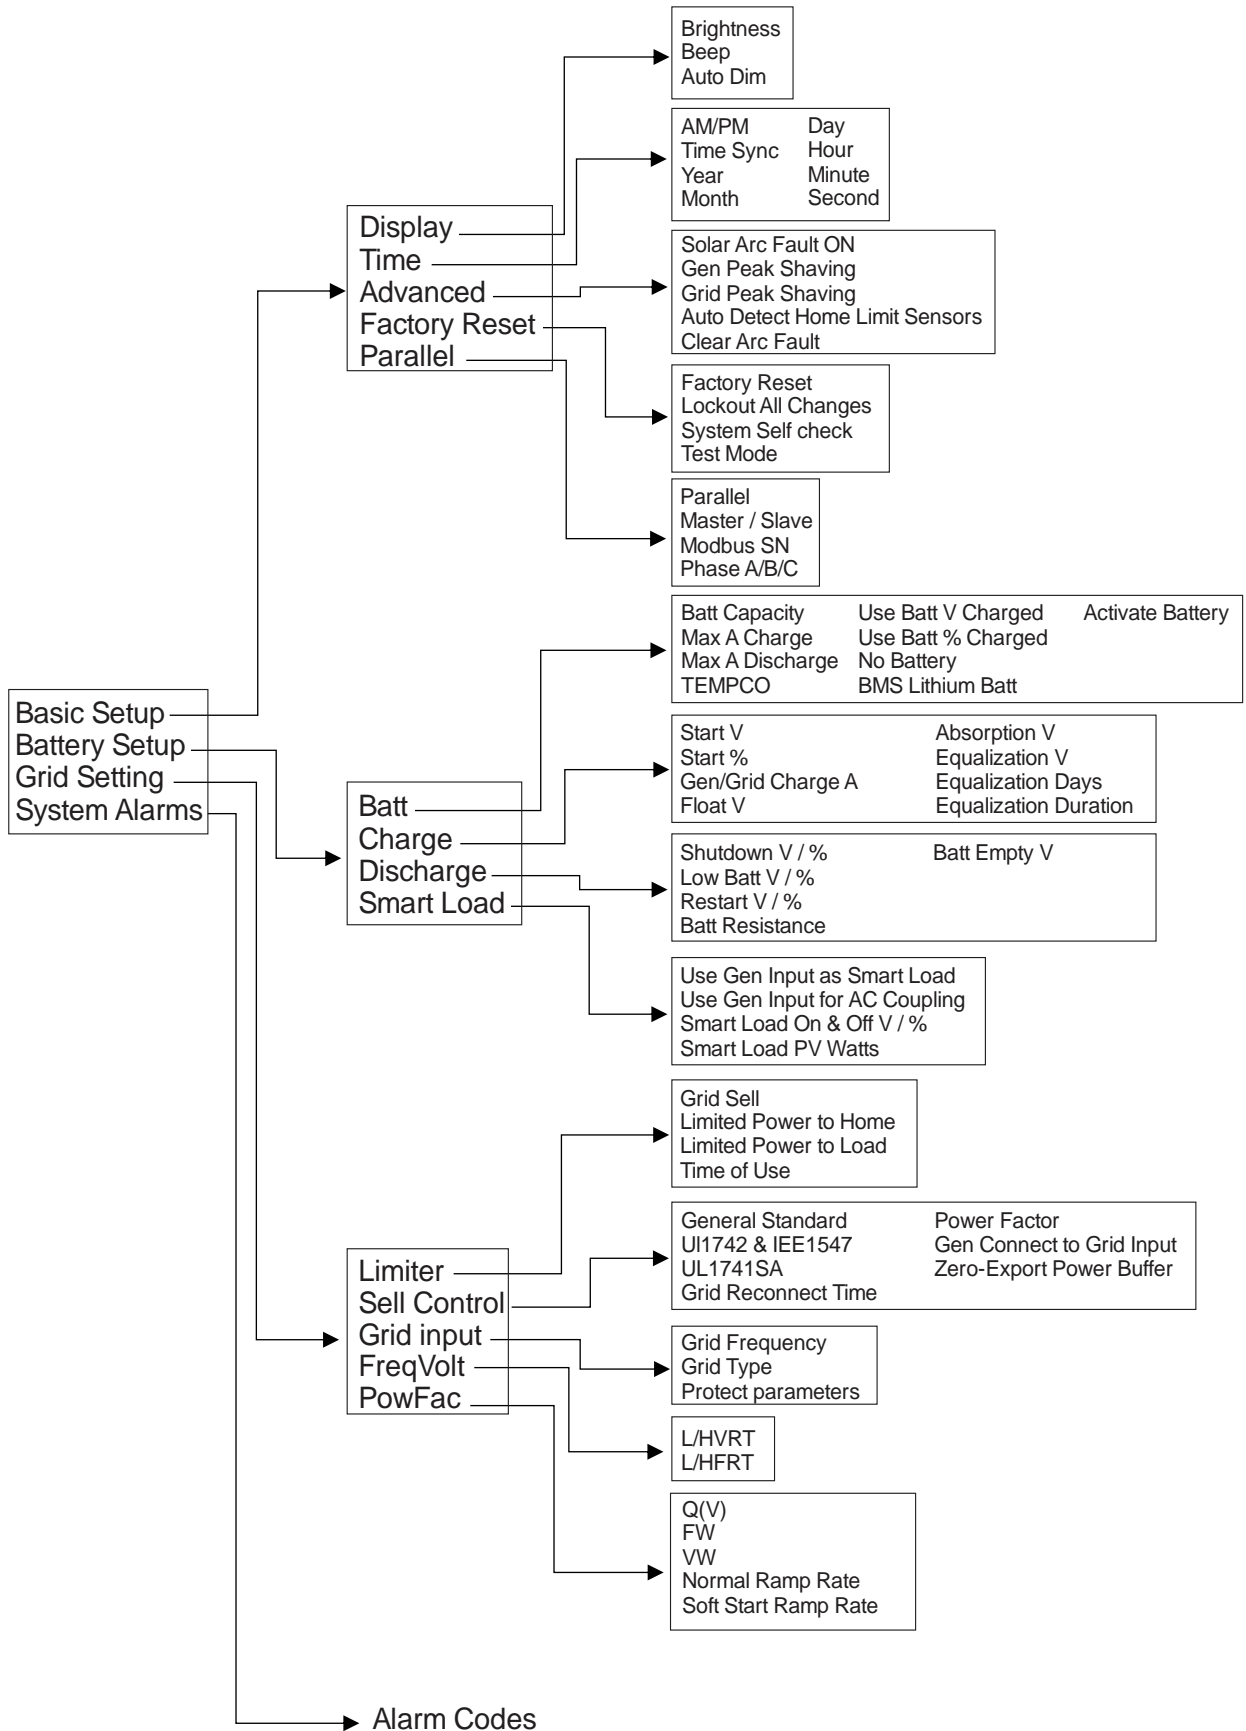 Brightness
Beep
Auto Dim
AM/PM
Time Sync
Year
Month
Day
Hour
Minute
Second
Display
Time
Advanced
Factory Reset
Parallel
Solar Arc Fault ON
Gen Peak Shaving
Grid Peak Shaving
Auto Detect Home Limit Sensors
Clear Arc Fault
Factory Reset
Lockout All Changes
System Self check
Test Mode
Parallel
Master / Slave
Modbus SN
Phase A/B/C
Basic Setup
Battery Setup
Grid Setting
System Alarms
Batt Capacity
Max A Charge
Max A Discharge
TEMPCO
Use Batt V Charged
Use Batt % Charged
No Battery
BMS Lithium Batt
Activate Battery
Start V
Start %
Gen/Grid Charge A
Float V
Absorption V
Equalization V
Equalization Days
Equalization Duration
Batt
Charge
Discharge
Smart Load
Shutdown V / %
Low Batt V / %
Restart V / %
Batt Resistance
Batt Empty V
Use Gen Input as Smart Load
Use Gen Input for AC Coupling
Smart Load On & Off V / %
Smart Load PV Watts
Grid Sell
Limited Power to Home
Limited Power to Load
Time of Use
General Standard
Ul1742 & IEE1547
UL1741SA
Grid Reconnect Time
Power Factor
Gen Connect to Grid Input
Zero-Export Power Buffer
Limiter
Sell Control
Grid input
FreqVolt
PowFac
Grid Frequency
Grid Type
Protect parameters
L/HVRT
L/HFRT
Q(V)
FW
VW
Normal Ramp Rate
Soft Start Ramp Rate
Alarm Codes